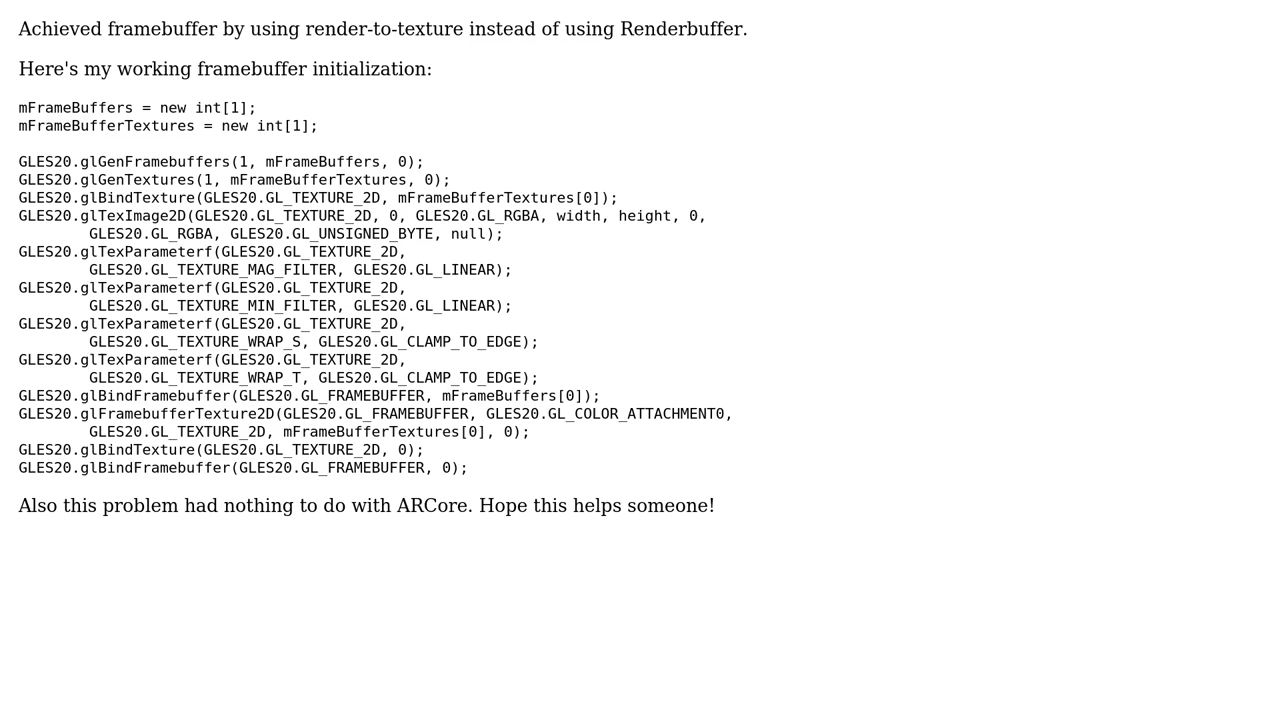 Achieved framebuffer by using render-to-texture instead of using Renderbuffer.
Here's my working framebuffer initialization:
mFrameBuffers = new int[1];
mFrameBufferTextures = new int[1];
GLES20.glGenFramebuffers(1, mFrameBuffers, 0);
GLES20.glGenTextures(1, mFrameBufferTextures, 0);
GLES20.glBindTexture(GLES20.GL_TEXTURE_2D, mFrameBufferTextures[0]);
GLES20.glTexImage2D(GLES20.GL_TEXTURE_2D, 0, GLES20.GL_RGBA, width, height, 0,
        GLES20.GL_RGBA, GLES20.GL_UNSIGNED_BYTE, null);
GLES20.glTexParameterf(GLES20.GL_TEXTURE_2D,
        GLES20.GL_TEXTURE_MAG_FILTER, GLES20.GL_LINEAR);
GLES20.glTexParameterf(GLES20.GL_TEXTURE_2D,
        GLES20.GL_TEXTURE_MIN_FILTER, GLES20.GL_LINEAR);
GLES20.glTexParameterf(GLES20.GL_TEXTURE_2D,
        GLES20.GL_TEXTURE_WRAP_S, GLES20.GL_CLAMP_TO_EDGE);
GLES20.glTexParameterf(GLES20.GL_TEXTURE_2D,
        GLES20.GL_TEXTURE_WRAP_T, GLES20.GL_CLAMP_TO_EDGE);
GLES20.glBindFramebuffer(GLES20.GL_FRAMEBUFFER, mFrameBuffers[0]);
GLES20.glFramebufferTexture2D(GLES20.GL_FRAMEBUFFER, GLES20.GL_COLOR_ATTACHMENT0,
        GLES20.GL_TEXTURE_2D, mFrameBufferTextures[0], 0);
GLES20.glBindTexture(GLES20.GL_TEXTURE_2D, 0);
GLES20.glBindFramebuffer(GLES20.GL_FRAMEBUFFER, 0);
Also this problem had nothing to do with ARCore. Hope this helps someone!